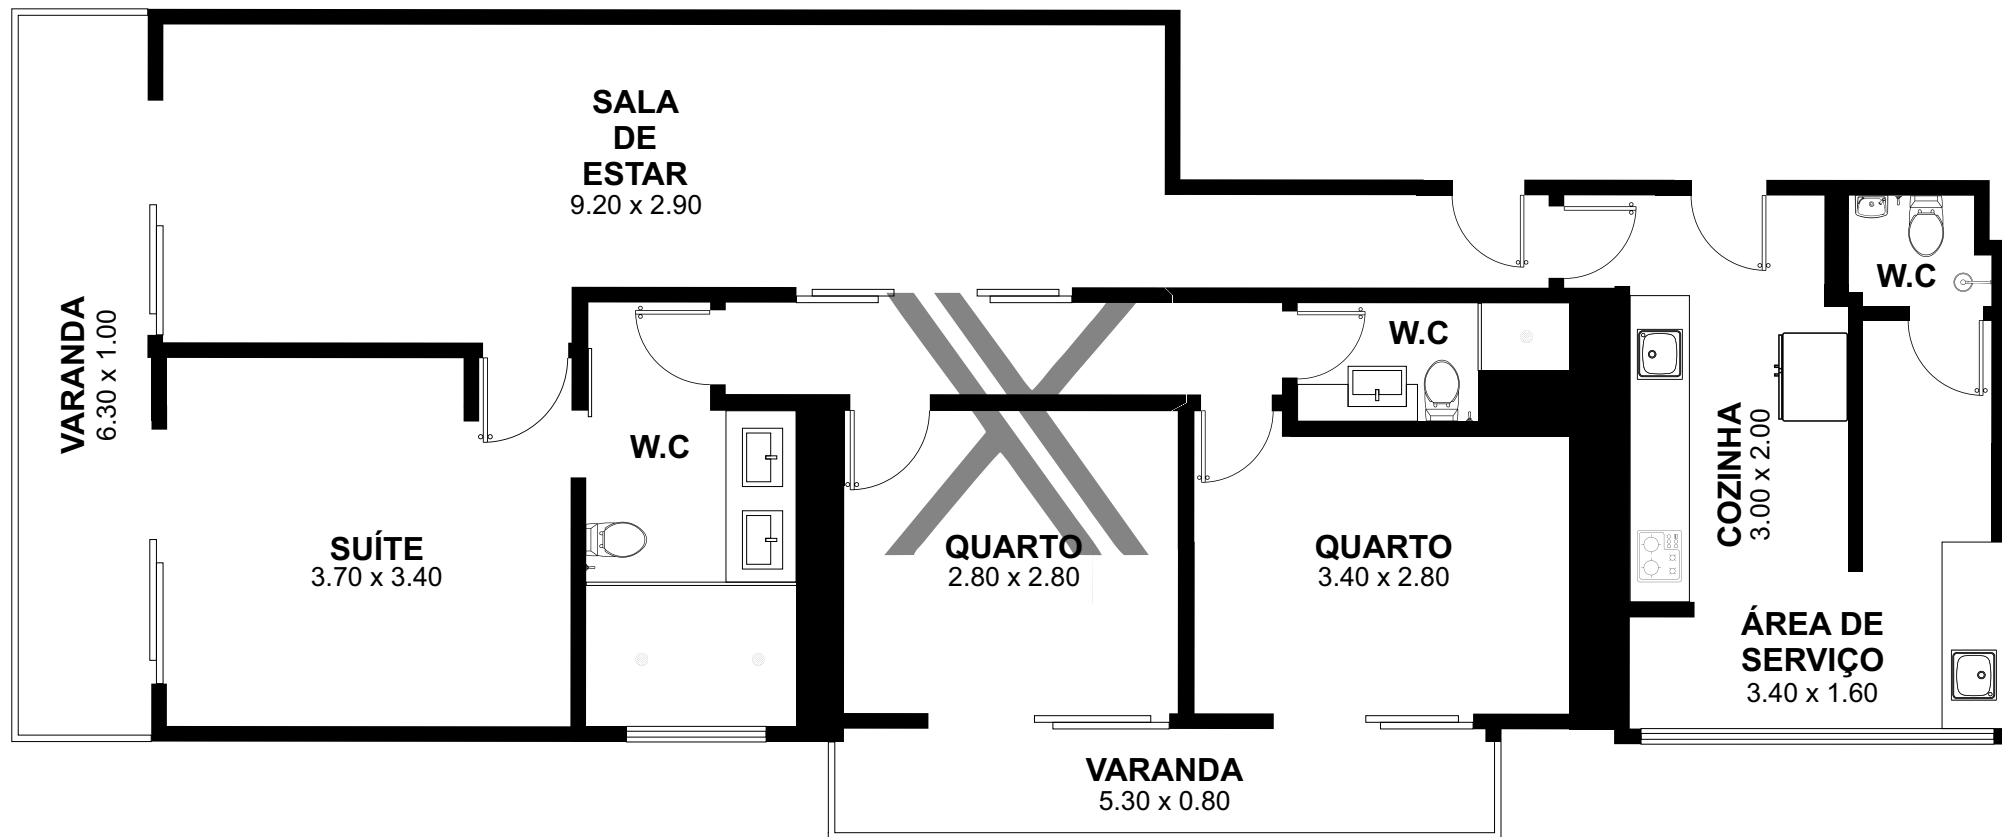 SALA
DE
ESTAR
9.20 x 2.90
VARANDA
6.30 x 1.00
W.C
W.C
W.C
SUÍTE
3.70 x 3.40
QUARTO
2.80 x 2.80
QUARTO
3.40 x 2.80
COZINHA
3.00 x 2.00
ÁREA DE
SERVIÇO
3.40 x 1.60
VARANDA
5.30 x 0.80